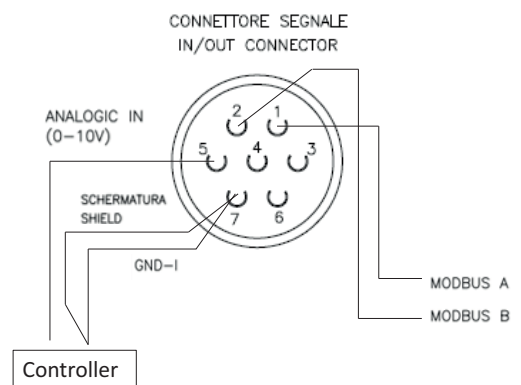 CONNETTORE SEGNALE
IN/OUT CONNECTOR
ANALOGIC IN
(0-10V)
2 1
5 4 3
7 6
SCHERMATURA
SHIELD
GND-I
MODBUS A
MODBUS B
Controller